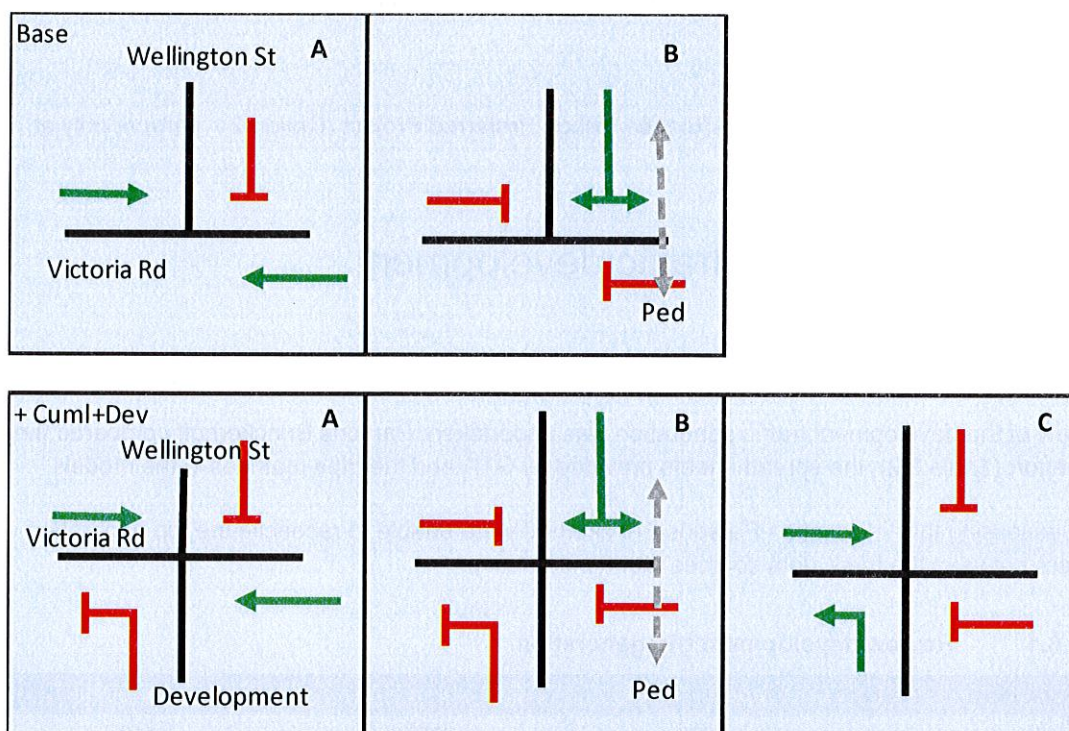 Base
A
Wellington St
Victoria Rd
B
Ped
+ Cuml+Dev
A
Wellington St
Victoria Rd
Development
B
Ped
C